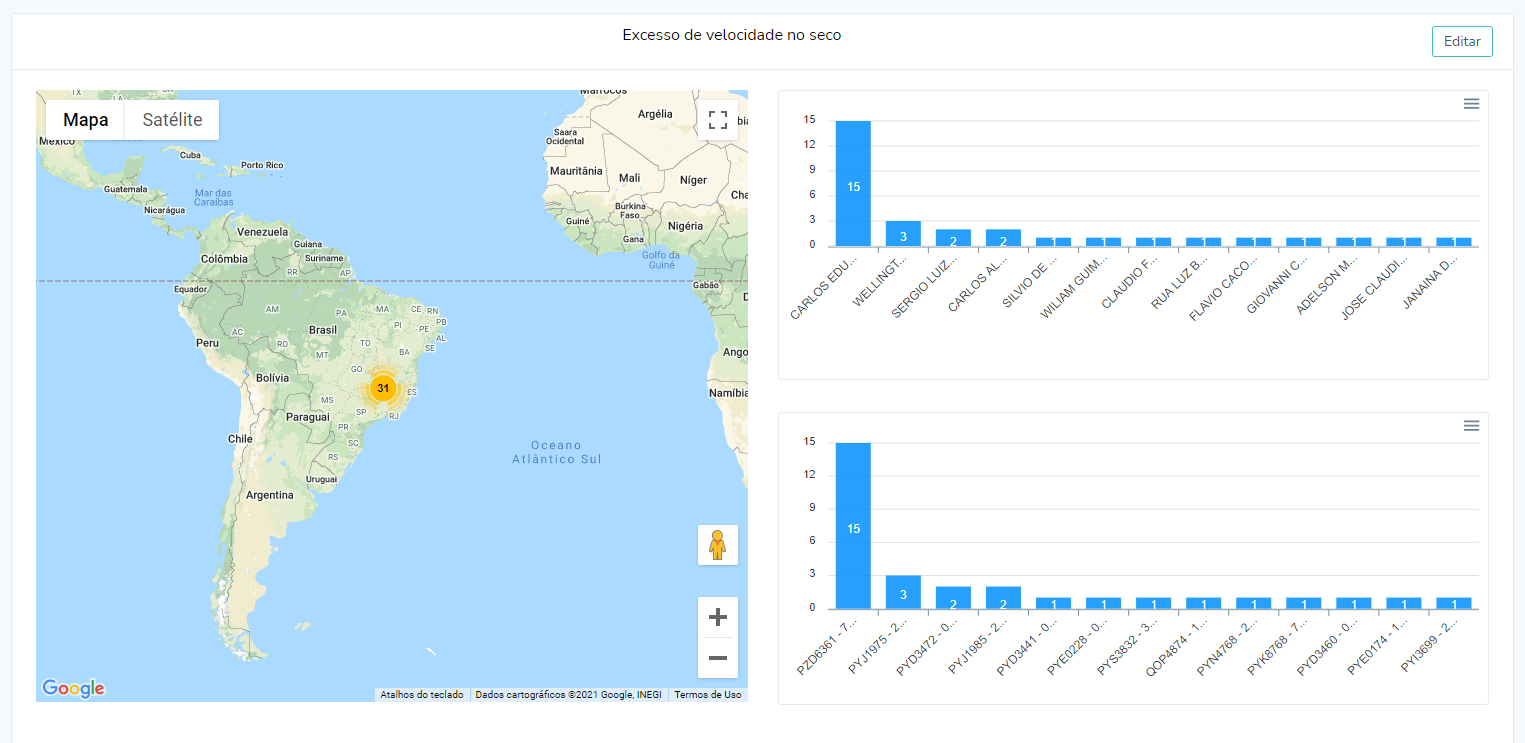 Excesso de velocidade no seco
Editar
Mapa
Satélite
TX
LA
México
Cuba
Porto Rico
Guatemala
Mar das
Caraíbas
Nicarágua
Venezuela
Guiana
Suriname
Colômbia
RR
AP
Equador
AM
PA
MA
CE
RN
PB
PI
PE
AL
SE
AC
RO
TO
BA
Brasil
MT
Peru
GO
Bolívia
31
ES
MS
SP
RJ
Paraguai
PR
SC
Chile
RS
Uruguai
Argentina
Marrocos
Argélia
Saara
Ocidental
Mauritânia
Mali
Níger
Cha
Burkina
Faso
Guiné
Nigéria
Gana
Golfo da
Guiné
Gabão
Ango
Namíbia
Oceano
Atlântico Sul
Google
Atalhos do teclado
Dados cartográficos ©2021 Google, INEGI
Termos de Uso
15
12
9
6
3
0
15
3
2
2
1
1
1
1
1
1
1
1
1
CARLOS EDU...
WELLINGT...
SERGIO LUIZ...
CARLOS AL...
SILVIO DE ...
WILIAM GUIM...
CLAUDIO F...
RUA LUZ B...
FLAVIO CACO...
GIOVANNI C...
ADELSON M...
JOSE CLAUDI...
JANAINA D...
15
12
9
6
3
0
15
3
2
2
1
1
1
1
1
1
1
1
1
PZD6361 - 7...
PYJ1975 - 2...
PYD3472 - 0...
PYJ1985 - 2...
PYD3441 - 0...
PYE0228 - 0...
PYS3832 - 3...
QOP4874 - 1...
PYN4768 - 2...
PYK8768 - 7...
PYD3460 - 0...
PYE0174 - 1...
PYI3699 - 2...